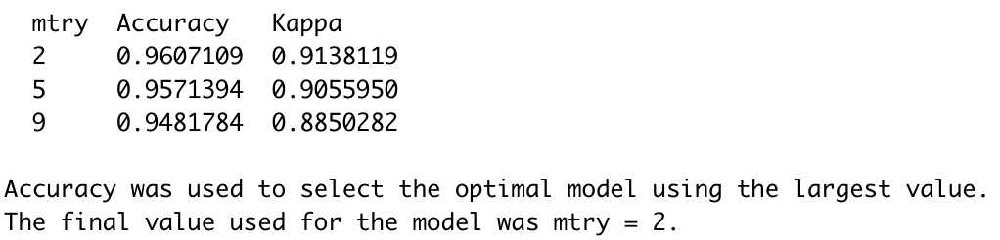 mtry  Accuracy   Kappa
2     0.9607109  0.9138119
5     0.9571394  0.9055950
9     0.9481784  0.8850282

Accuracy was used to select the optimal model using the largest value.
The final value used for the model was mtry = 2.